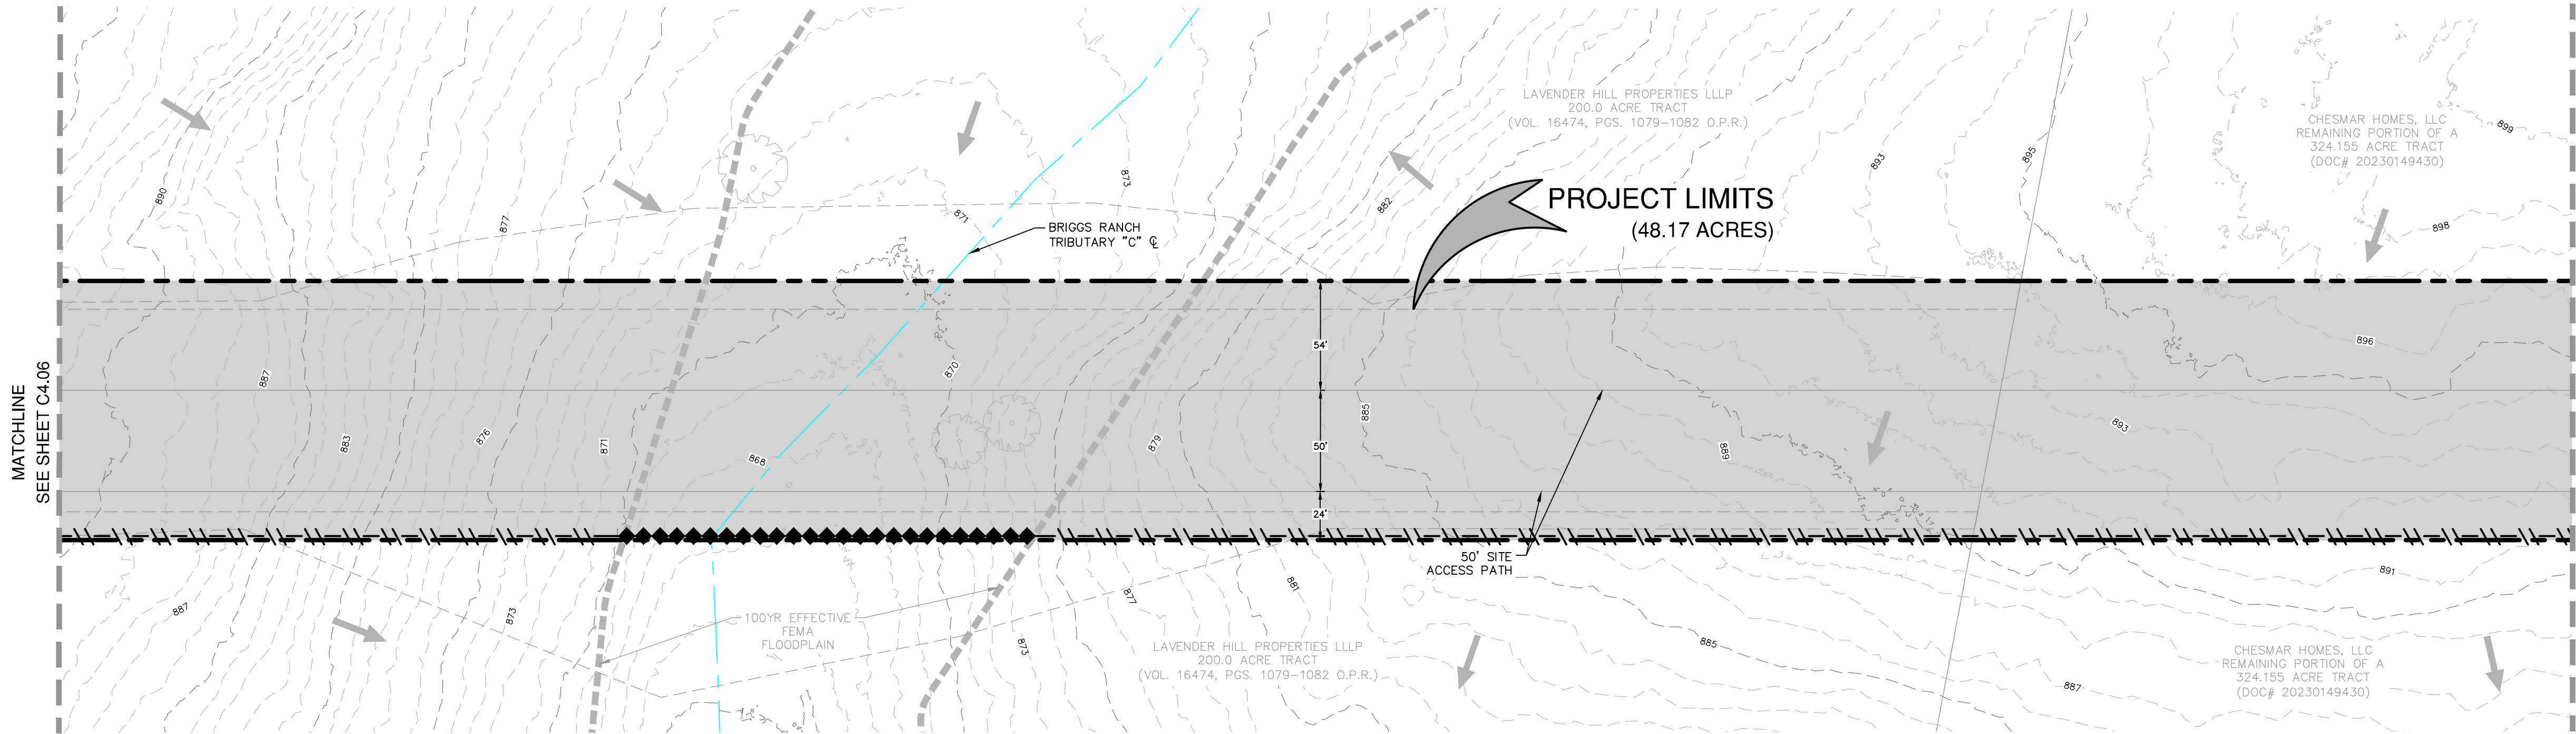 LAVENDER HILL PROPERTIES LLLP
200.0 ACRE TRACT
(VOL. 16474, PGS. 1079-1082 O.P.R.)
CHESMAR HOMES, LLC
REMAINING PORTION OF A
324.155 ACRE TRACT
(DOC# 20230149430)
899
893
895
873
890
882
PROJECT LIMITS
(48.17 ACRES)
871
877
898
BRIGGS RANCH
TRIBUTARY "C" ℄
54'
896
870
887
MATCHLINE
SEE SHEET C4.06
885
893
876
883
871
879
50'
889
868
24'
50' SITE
ACCESS PATH
891
881
877
887
873
100YR EFFECTIVE
FEMA
FLOODPLAIN
873
885
LAVENDER HILL PROPERTIES LLLP
200.0 ACRE TRACT
(VOL. 16474, PGS. 1079-1082 O.P.R.)
CHESMAR HOMES, LLC
REMAINING PORTION OF A
324.155 ACRE TRACT
(DOC# 20230149430)
887